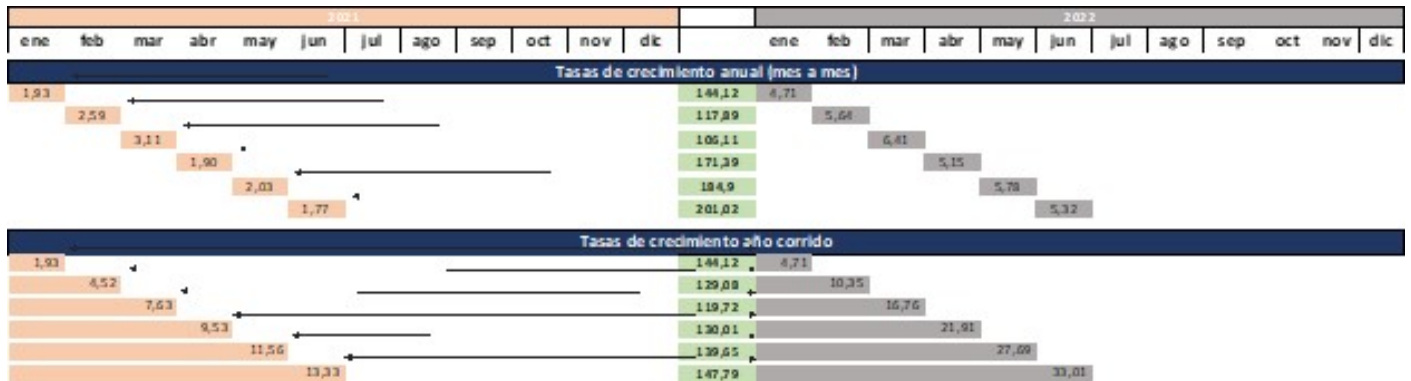 2021 2022
ene feb mar abr may jun jul ago sep oct nov dic ene feb mar abr may jun jul ago sep oct nov dic
Tasas de crecimiento anual (mes a mes)
1,93 144,12 4,71
2,59 117,89 5,64
3,11 106,11 6,41
1,90 171,39 5,15
2,03 184,9 5,78
1,77 201,02 5,32
Tasas de crecimiento año corrido
1,93 144,12 4,71
4,52 129,08 10,35
7,63 119,72 16,76
9,53 130,01 21,91
11,56 139,65 27,69
13,33 147,79 33,01